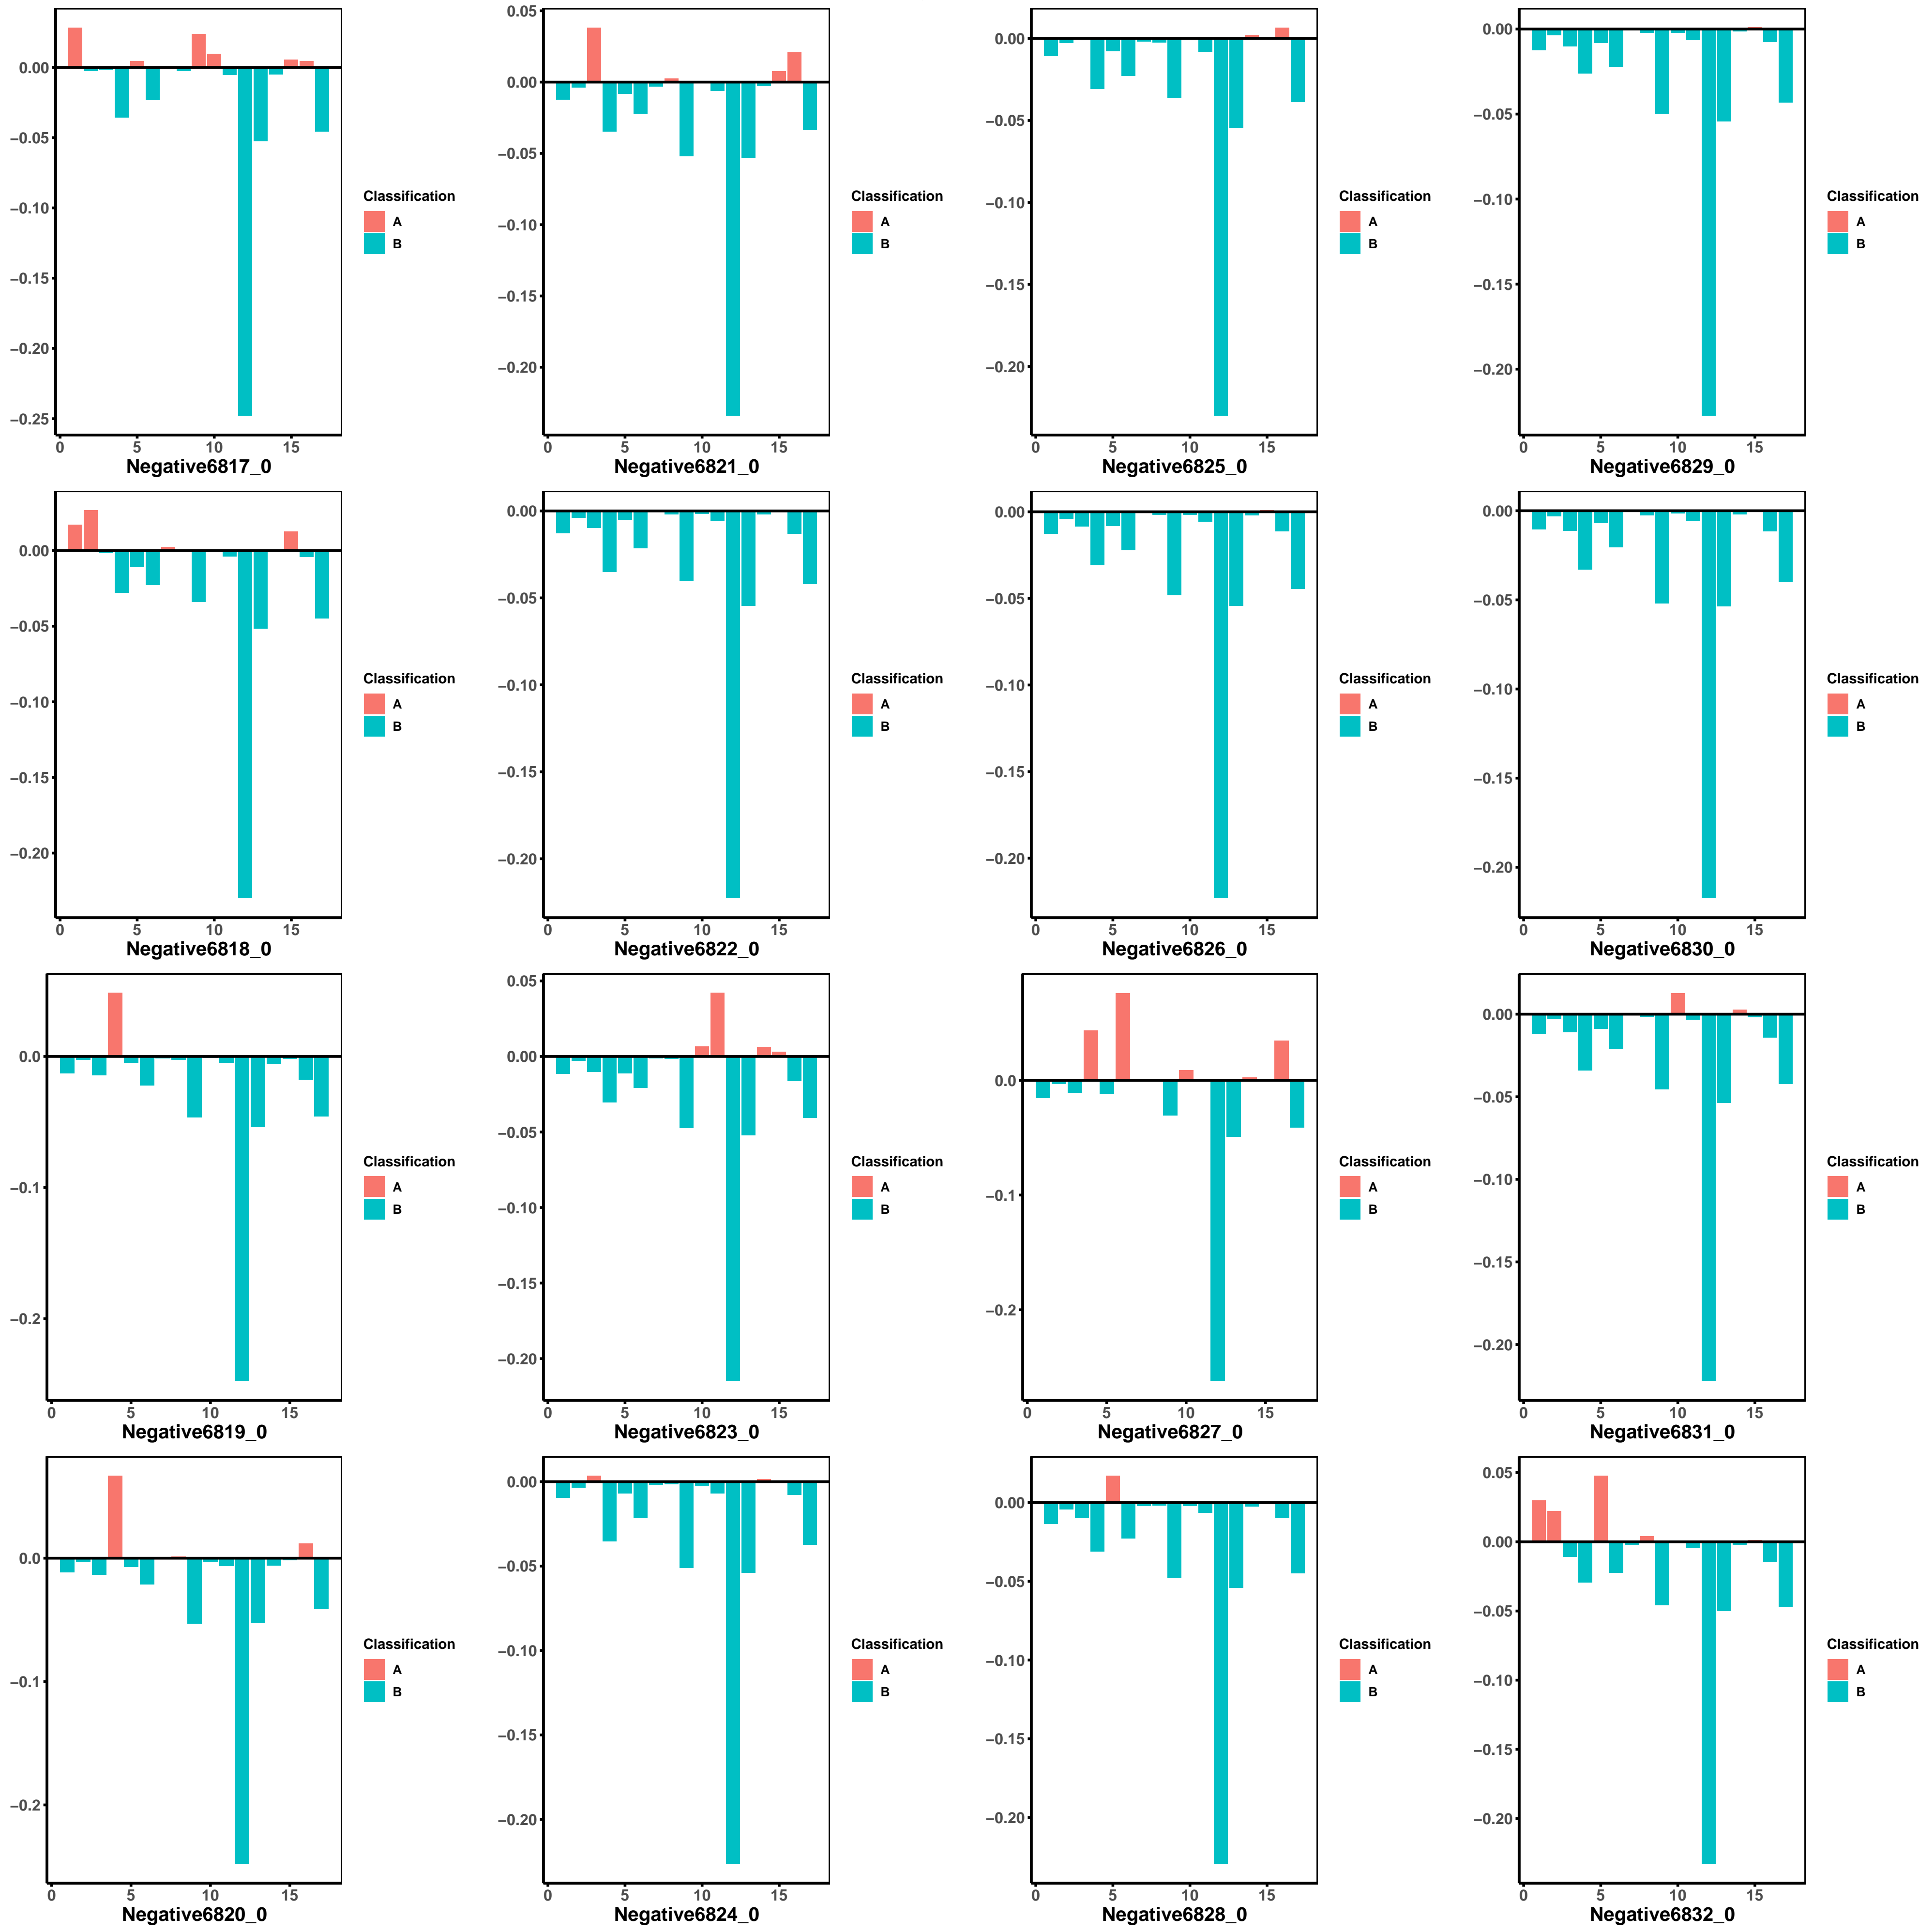 0.00
−0.05
−0.10
−0.15
−0.20
−0.25
0 5 10 15
Negative6817_0
Classification
A
B
0.05
0.00
−0.05
−0.10
−0.15
−0.20
0 5 10 15
Negative6821_0
Classification
A
B
0.00
−0.05
−0.10
−0.15
−0.20
0 5 10 15
Negative6825_0
Classification
A
B
0.00
−0.05
−0.10
−0.15
−0.20
0 5 10 15
Negative6829_0
Classification
A
B
0.00
−0.05
−0.10
−0.15
−0.20
0 5 10 15
Negative6818_0
Classification
A
B
0.00
−0.05
−0.10
−0.15
−0.20
0 5 10 15
Negative6822_0
Classification
A
B
0.00
−0.05
−0.10
−0.15
−0.20
0 5 10 15
Negative6826_0
Classification
A
B
0.00
−0.05
−0.10
−0.15
−0.20
0 5 10 15
Negative6830_0
Classification
A
B
0.0
−0.1
−0.2
0 5 10 15
Negative6819_0
Classification
A
B
0.05
0.00
−0.05
−0.10
−0.15
−0.20
0 5 10 15
Negative6823_0
Classification
A
B
0.0
−0.1
−0.2
0 5 10 15
Negative6827_0
Classification
A
B
0.00
−0.05
−0.10
−0.15
−0.20
0 5 10 15
Negative6831_0
Classification
A
B
0.0
−0.1
−0.2
0 5 10 15
Negative6820_0
Classification
A
B
0.00
−0.05
−0.10
−0.15
−0.20
0 5 10 15
Negative6824_0
Classification
A
B
0.00
−0.05
−0.10
−0.15
−0.20
0 5 10 15
Negative6828_0
Classification
A
B
0.05
0.00
−0.05
−0.10
−0.15
−0.20
0 5 10 15
Negative6832_0
Classification
A
B